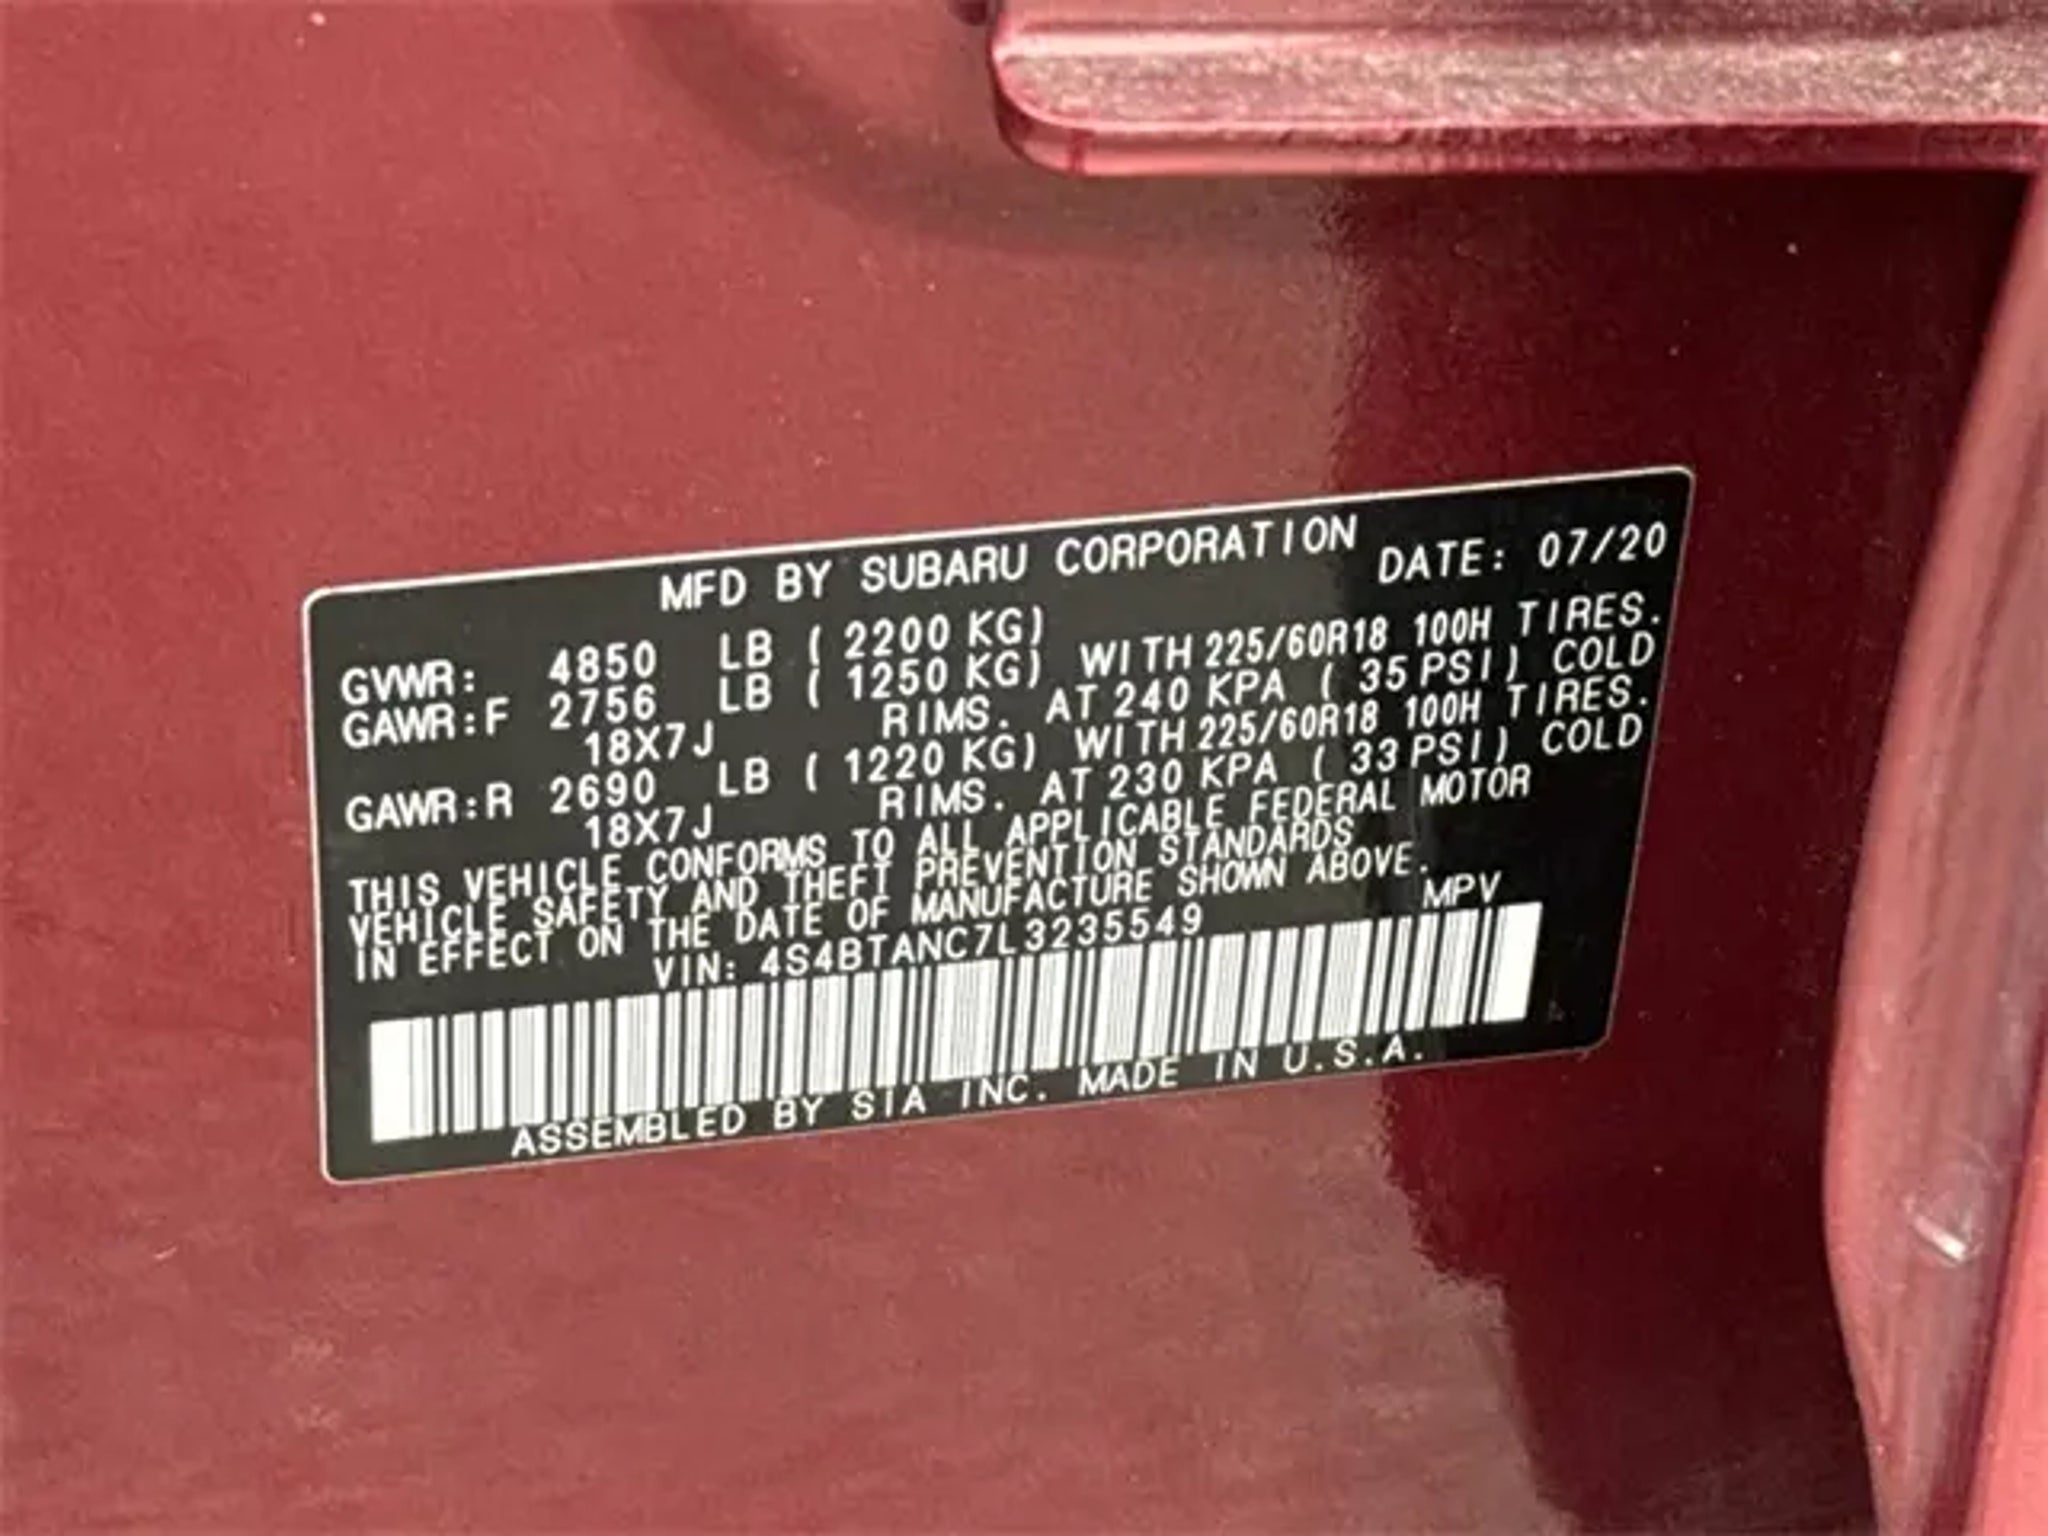 MFD BY SUBARU CORPORATION DATE: 07/20
GVWR: 4850 LB ( 2200 KG)
GAWR:F 2756 LB ( 1250 KG) WITH 225/60R18 100H TIRES.
18X7J RIMS. AT 240 KPA ( 35 PSI) COLD
GAWR:R 2690 LB ( 1220 KG) WITH 225/60R18 100H TIRES.
18X7J RIMS. AT 230 KPA ( 33 PSI) COLD
THIS VEHICLE CONFORMS TO ALL APPLICABLE FEDERAL MOTOR
VEHICLE SAFETY AND THEFT PREVENTION STANDARDS
IN EFFECT ON THE DATE OF MANUFACTURE SHOWN ABOVE.
VIN: 4S4BTANC7L3235549 MPV
ASSEMBLED BY SIA INC. MADE IN U.S.A.